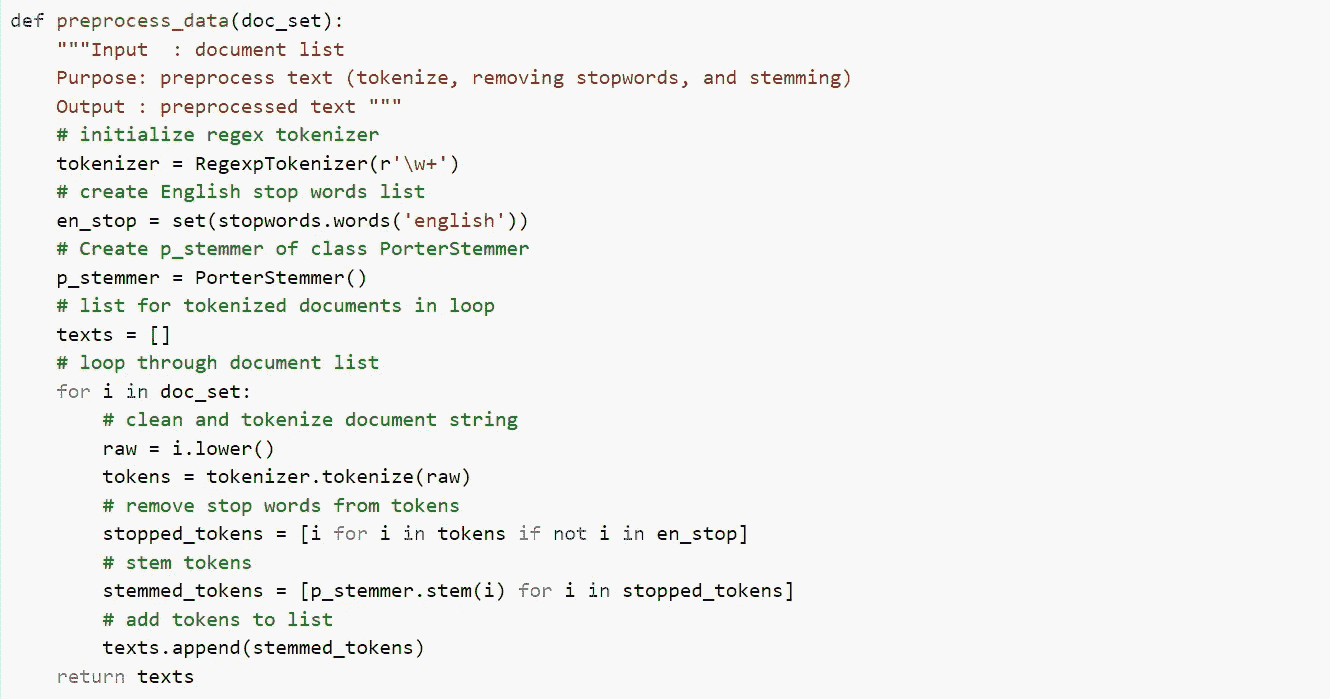 def preprocess_data(doc_set):
    """Input  : document list
    Purpose: preprocess text (tokenize, removing stopwords, and stemming)
    Output : preprocessed text """
    # initialize regex tokenizer
    tokenizer = RegexpTokenizer(r'\w+')
    # create English stop words list
    en_stop = set(stopwords.words('english'))
    # Create p_stemmer of class PorterStemmer
    p_stemmer = PorterStemmer()
    # list for tokenized documents in loop
    texts = []
    # loop through document list
    for i in doc_set:
        # clean and tokenize document string
        raw = i.lower()
        tokens = tokenizer.tokenize(raw)
        # remove stop words from tokens
        stopped_tokens = [i for i in tokens if not i in en_stop]
        # stem tokens
        stemmed_tokens = [p_stemmer.stem(i) for i in stopped_tokens]
        # add tokens to list
        texts.append(stemmed_tokens)
    return texts